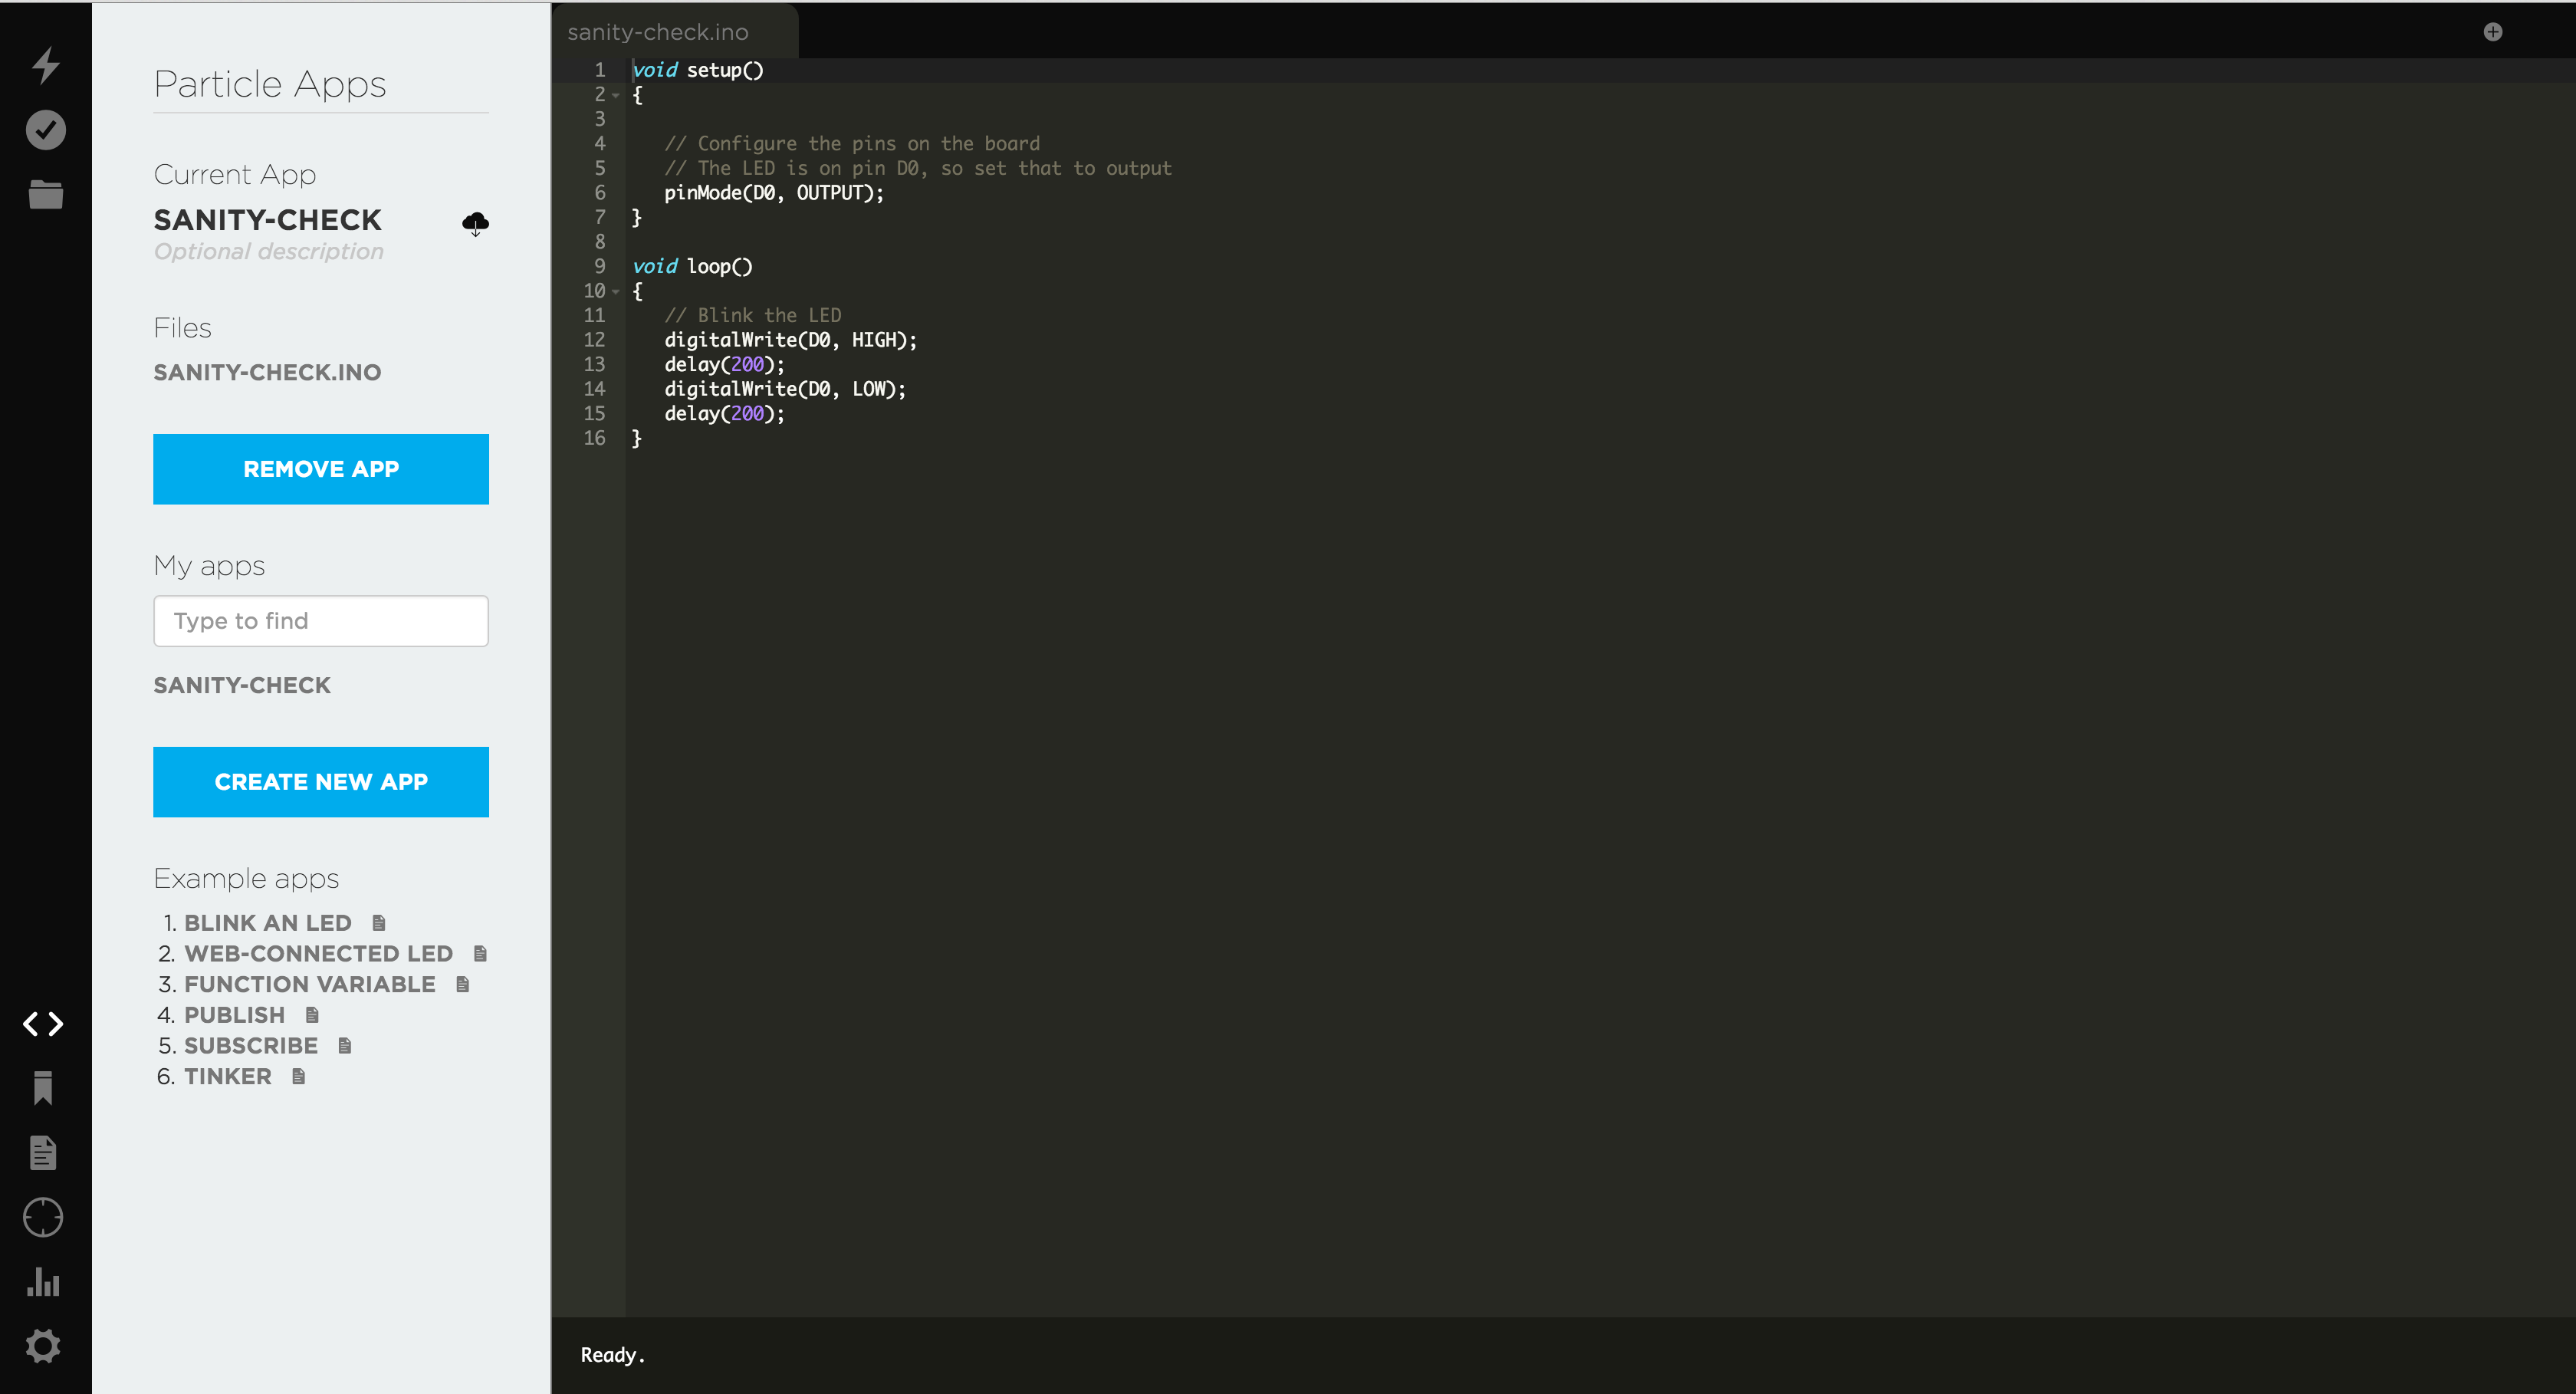 Particle Apps
Current App
SANITY-CHECK
Optional description
Files
SANITY-CHECK.INO
REMOVE APP
My apps
Type to find
SANITY-CHECK
CREATE NEW APP
Example apps
1. BLINK AN LED
2. WEB-CONNECTED LED
3. FUNCTION VARIABLE
4. PUBLISH
5. SUBSCRIBE
6. TINKER
sanity-check.ino
1 void setup()
2 {
3
4    // Configure the pins on the board
5    // The LED is on pin D0, so set that to output
6    pinMode(D0, OUTPUT);
7 }
8
9 void loop()
10 {
11    // Blink the LED
12    digitalWrite(D0, HIGH);
13    delay(200);
14    digitalWrite(D0, LOW);
15    delay(200);
16 }
Ready.